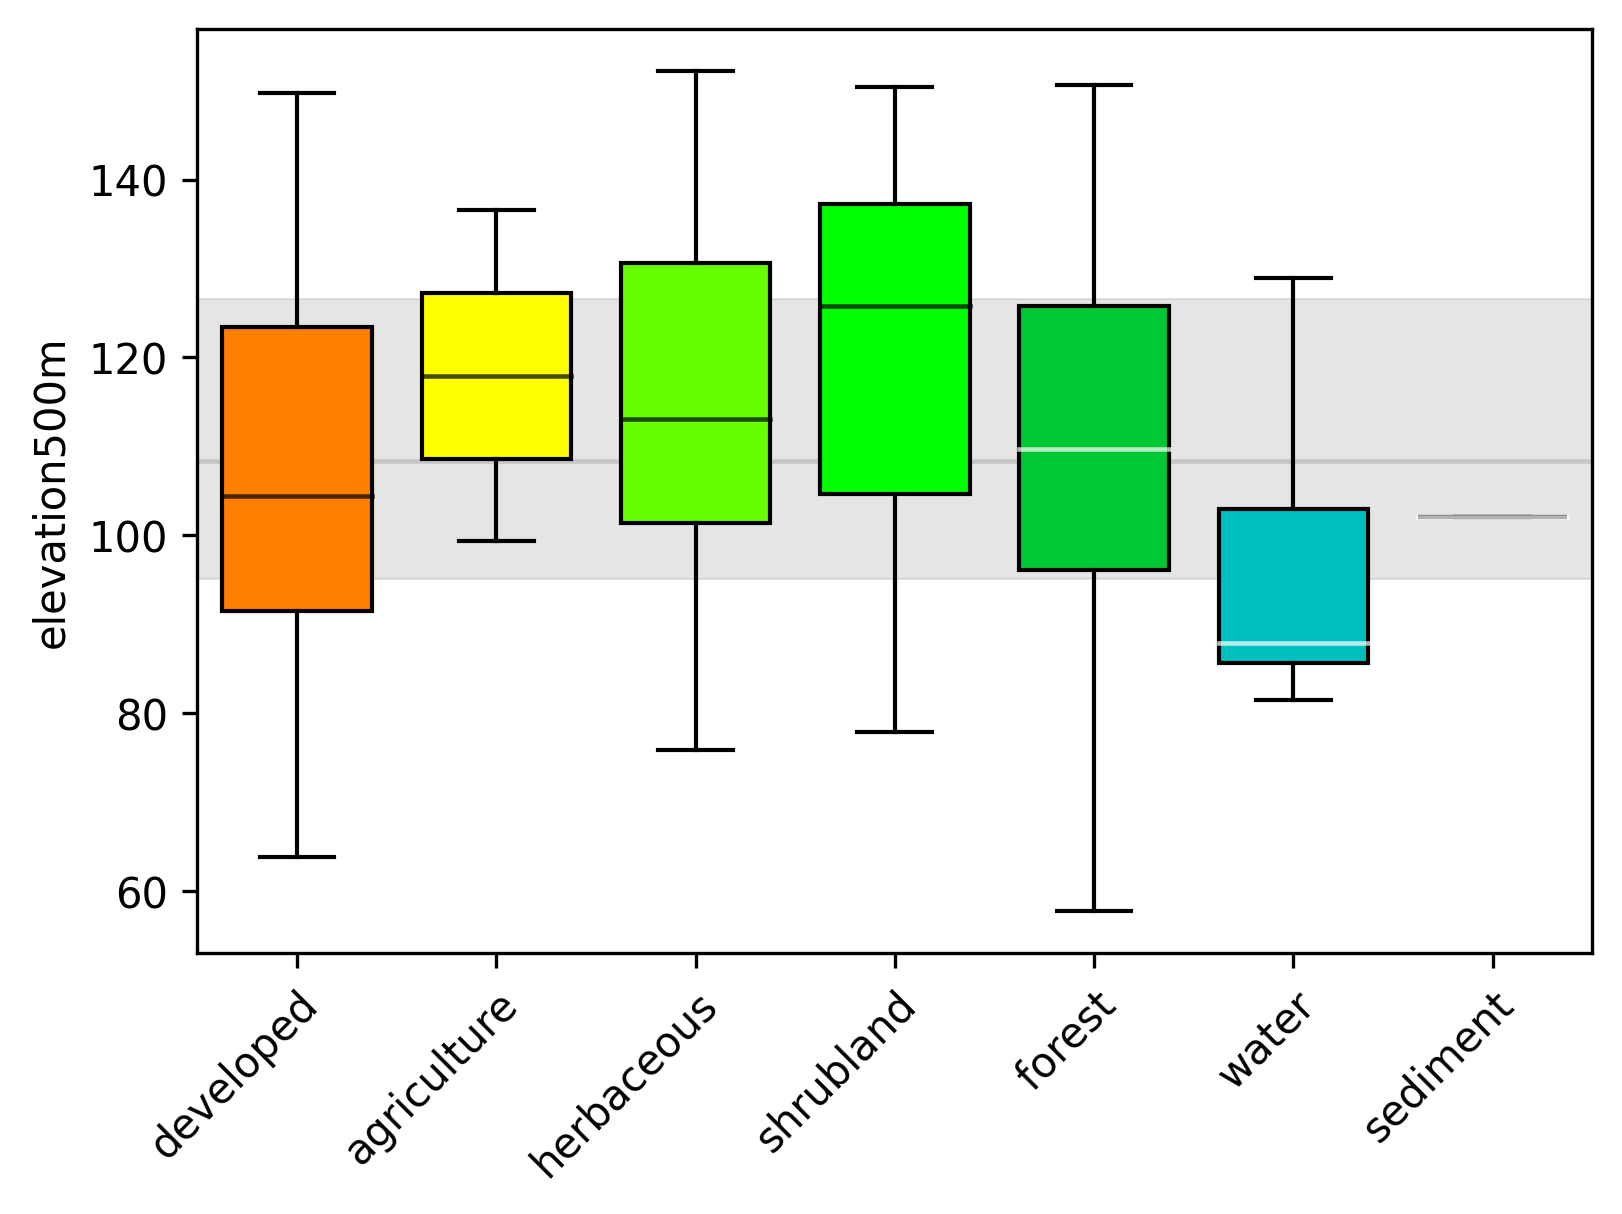 elevation500m
140
120
100
80
60
developed
agriculture
herbaceous
shrubland
forest
water
sediment